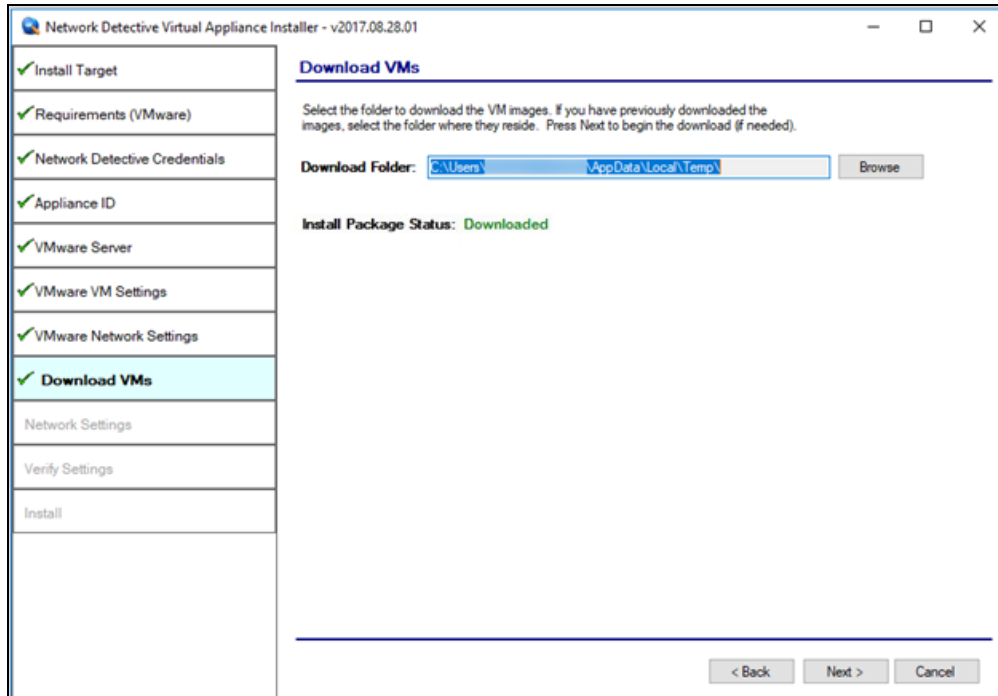 Network Detective Virtual Appliance Installer - v2017.08.28.01
Install Target
Requirements (VMware)
Network Detective Credentials
Appliance ID
VMware Server
VMware VM Settings
VMware Network Settings
Download VMs
Network Settings
Verify Settings
Install
Download VMs
Select the folder to download the VM images. If you have previously downloaded the
images, select the folder where they reside. Press Next to begin the download (if needed).
Download Folder: C:\Users\ \AppData\Local\Temp\ Browse
Install Package Status: Downloaded
< Back Next > Cancel